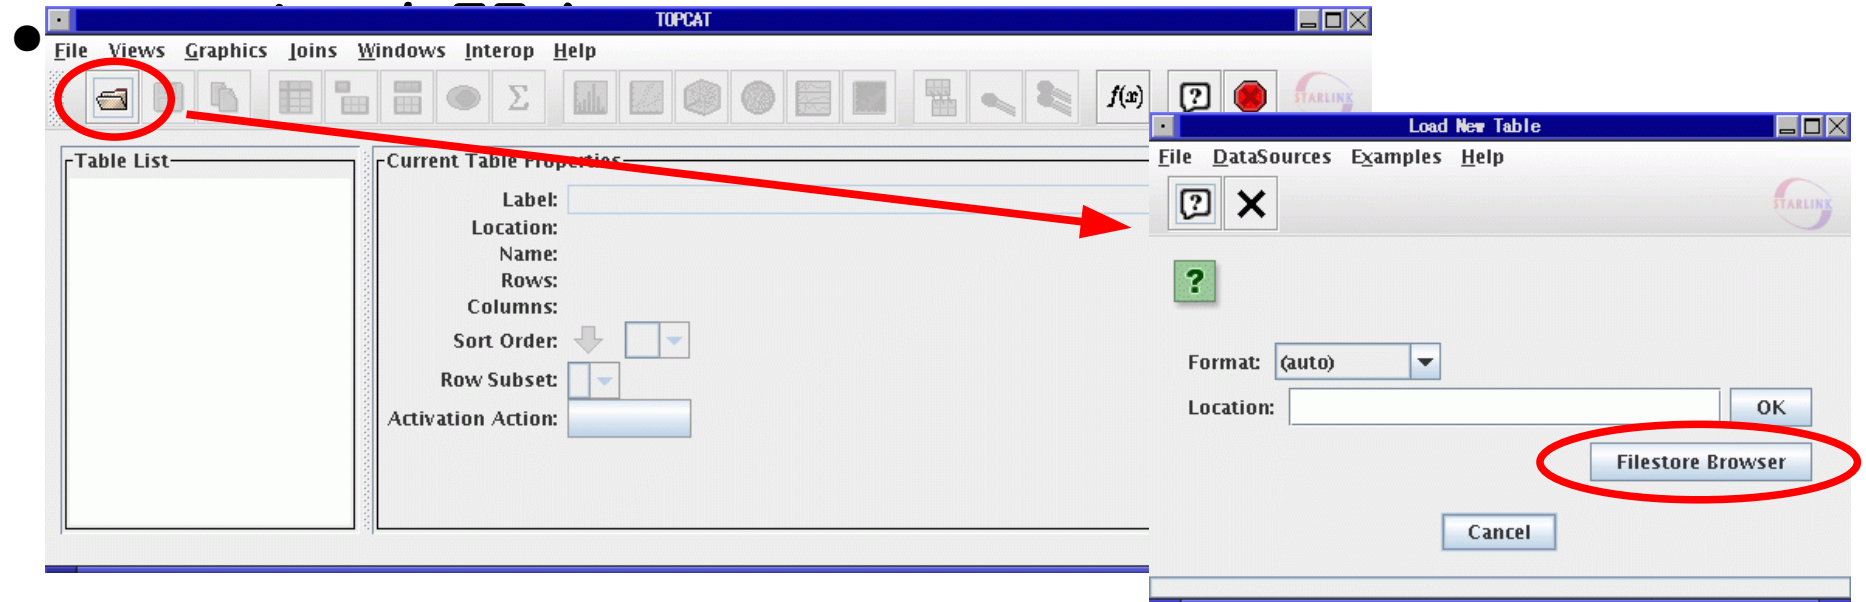 TOPCAT
File Views Graphics Joins Windows Interop Help
Σ f(x) ? STARLINK
Table List
Current Table Properties
Label:
Location:
Name:
Rows:
Columns:
Sort Order:
Row Subset:
Activation Action:
Load New Table
File DataSources Examples Help
? STARLINK
?
Format: (auto)
Location: OK
Filestore Browser
Cancel